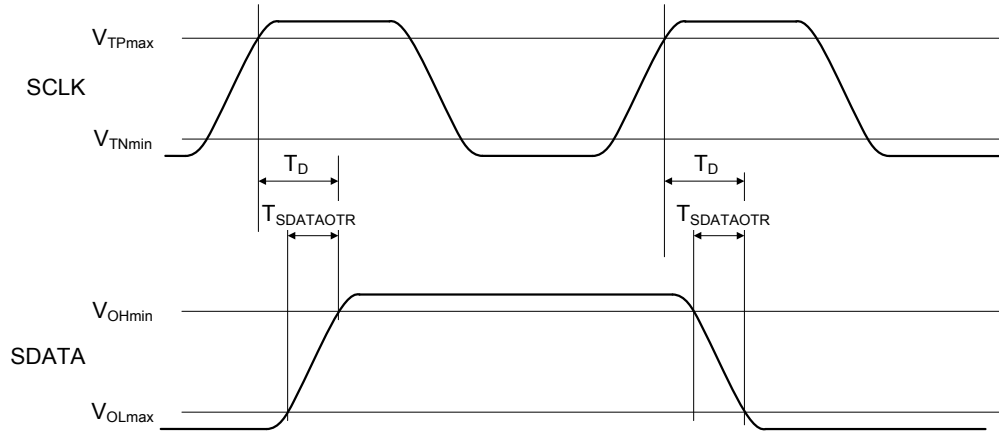 V_TPmax
SCLK
V_TNmin
T_D
T_D
T_SDATAOTR
T_SDATAOTR
V_OHmin
SDATA
V_OLmax